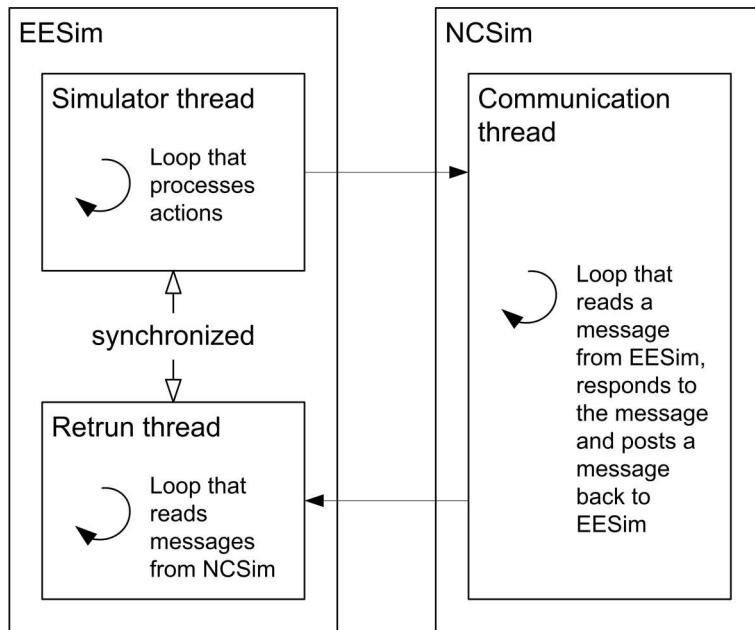 EESim
Simulator thread
Loop that
processes
actions
synchronized
Retrun thread
Loop that
reads
messages
from NCSim
NCSim
Communication
thread
Loop that
reads a
message
from EESim,
responds to
the message
and posts a
message
back to
EESim